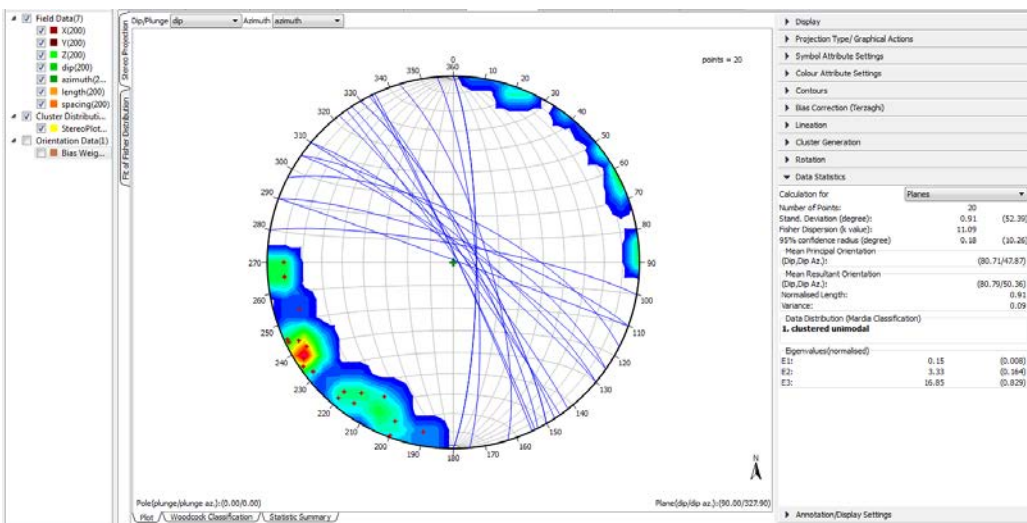 Field Data(7)
X(200)
Y(200)
Z(200)
dip(200)
azimuth(2...
length(200)
spacing(200)
Cluster Distributi...
StereoPlot...
Orientation Data(1)
Bias Weig...
Stereo Projection
Fit of Fisher Distribution
Dip/Plunge dip Azimuth azimuth
points = 20
0
360
10
20
30
40
50
60
70
80
90
100
110
120
130
140
150
160
170
180
190
200
210
220
230
240
250
260
270
280
290
300
310
320
330
340
350
N
Pole(plunge/plunge az.):(0.00/0.00)
Plane(dip/dip az.):(90.00/327.90)
Plot Woodcock Classification Statistic Summary
Display
Projection Type/ Graphical Actions
Symbol Attribute Settings
Colour Attribute Settings
Contours
Bias Correction (Terzaghi)
Lineation
Cluster Generation
Rotation
Data Statistics
Calculation for Planes
Number of Points: 20
Stand. Deviation (degree): 0.91 (52.39)
Fisher Dispersion (k value): 11.09
95% confidence radius (degree) 0.18 (10.26)
Mean Principal Orientation
(Dip,Dip Az.): (80.71/47.87)
Mean Resultant Orientation
(Dip,Dip Az.): (80.79/50.36)
Normalised Length: 0.91
Variance: 0.09
Data Distribution (Mardia Classification)
1. clustered unimodal
Eigenvalues(normalised)
E1: 0.15 (0.008)
E2: 3.33 (0.164)
E3: 16.85 (0.829)
Annotation/Display Settings